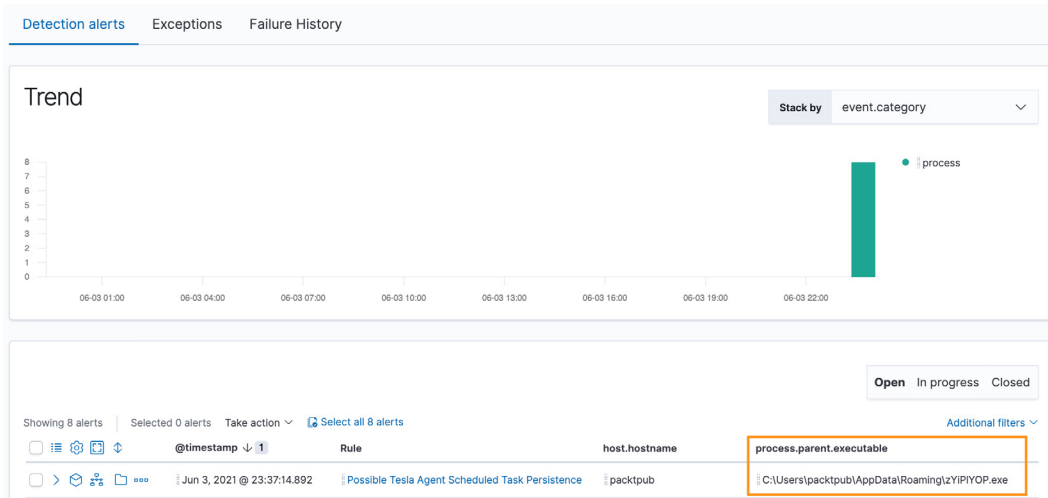 Detection alerts Exceptions Failure History
Trend
Stack by event.category
8
7
6
5
4
3
2
1
0
process
06-03 01:00 06-03 04:00 06-03 07:00 06-03 10:00 06-03 13:00 06-03 16:00 06-03 19:00 06-03 22:00
Open In progress Closed
Showing 8 alerts Selected 0 alerts Take action Select all 8 alerts Additional filters
@timestamp 1 Rule host.hostname process.parent.executable
Jun 3, 2021 @ 23:37:14.892 Possible Tesla Agent Scheduled Task Persistence packtpub C:\Users\packtpub\AppData\Roaming\zYiPlYOP.exe